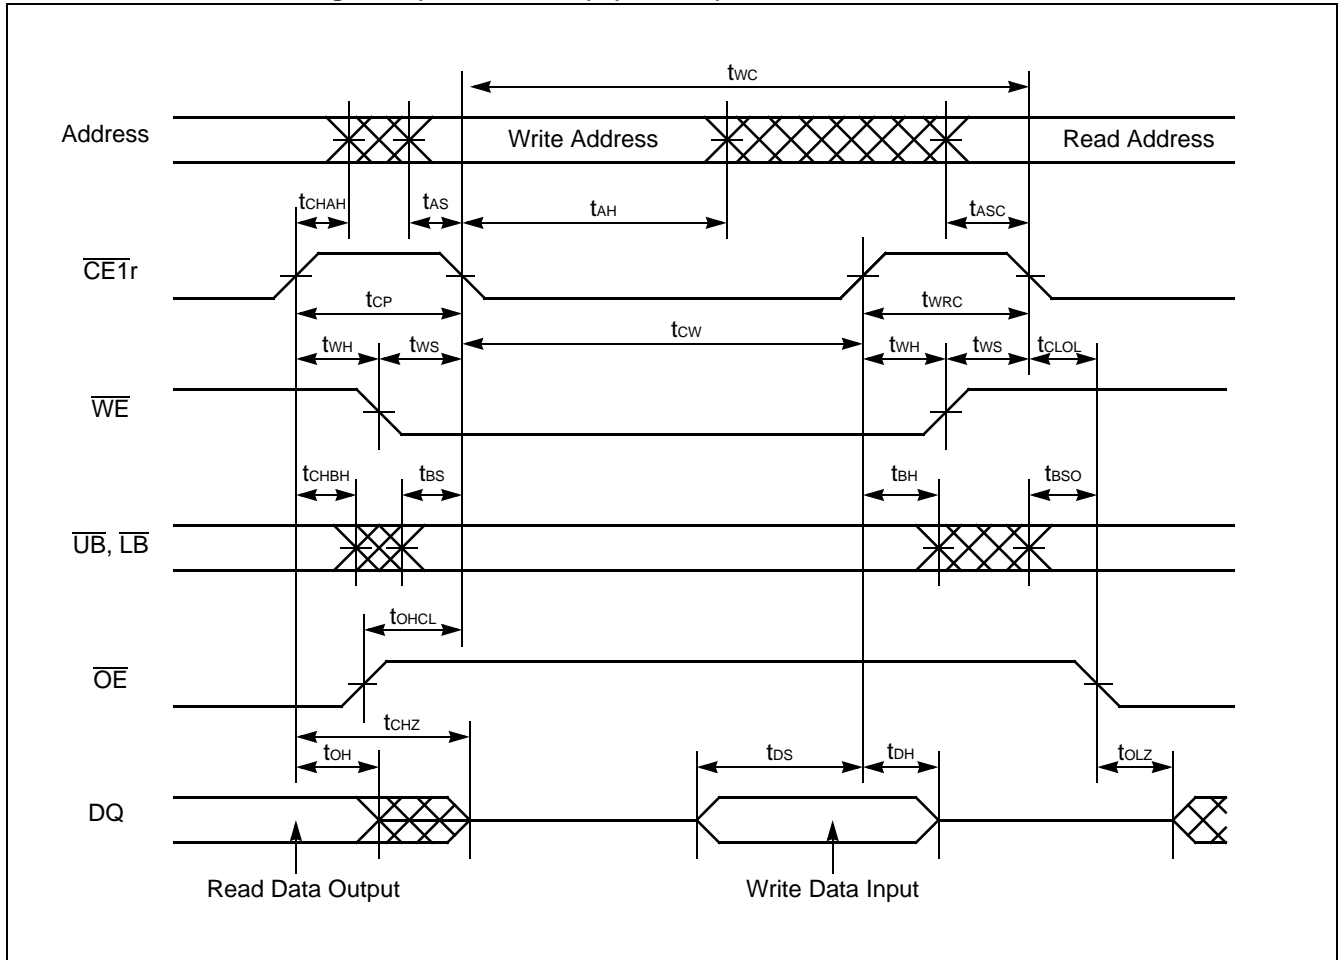 tWC
Address
Write Address
Read Address
tCHAH
tAS
tAH
tASC
CE1r
tCP
tWRC
tCW
tWH
tWS
tWH
tWS
tCLOL
WE
tCHBH
tBS
tBH
tBSO
UB, LB
tOHCL
OE
tCHZ
tOH
tDS
tDH
tOLZ
DQ
Read Data Output
Write Data Input